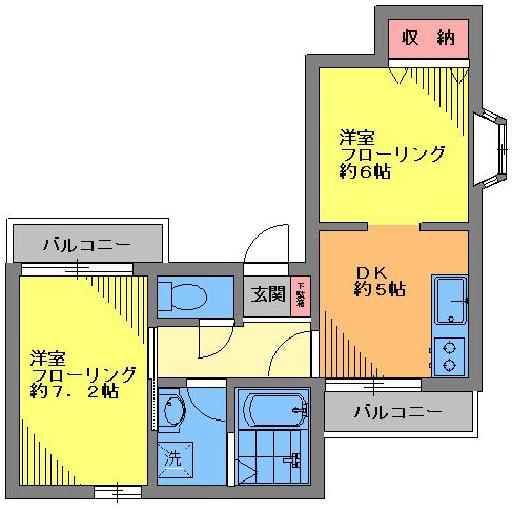 収納
洋室
フローリング
約6帖
バルコニー
DK
約5帖
玄関
下駄箱
洋室
フローリング
約7.2帖
バルコニー
洗